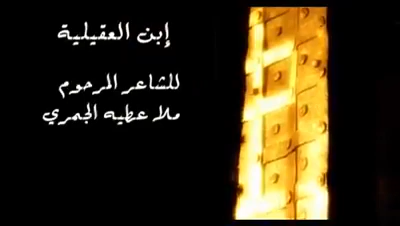 إبن العقيلية
للشاعر المرحوم
ملا عطيه الجمري